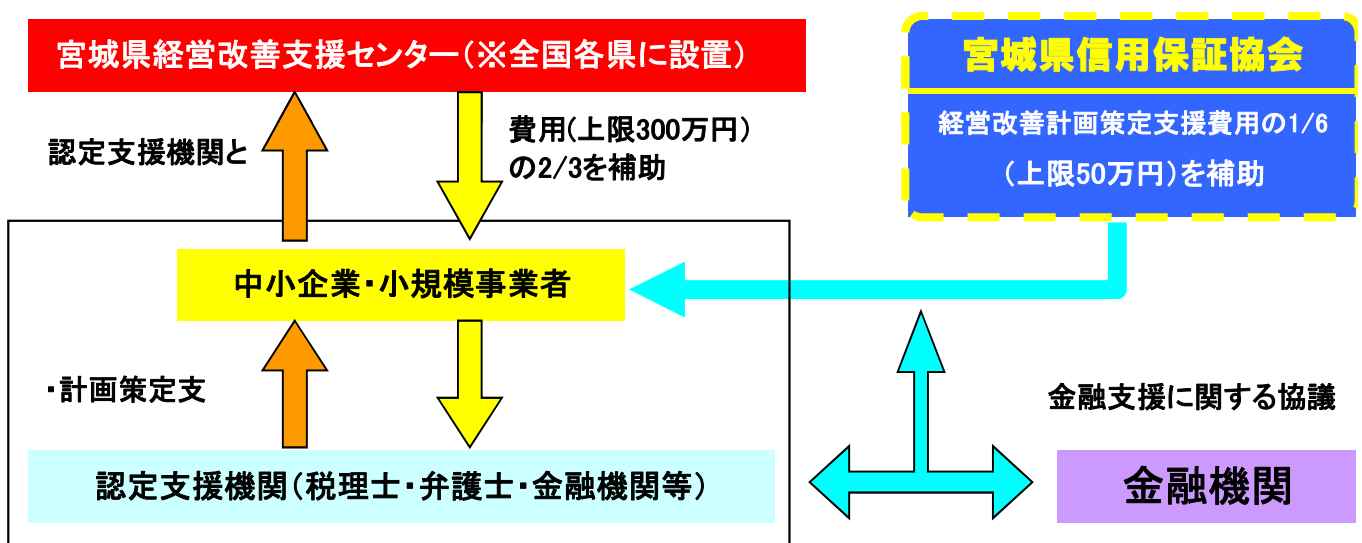 宮城県経営改善支援センター（※全国各県に設置）
宮城県信用保証協会
経営改善計画策定支援費用の1/6
（上限50万円）を補助
認定支援機関と
費用(上限300万円)
の2/3を補助
中小企業・小規模事業者
・計画策定支
金融支援に関する協議
認定支援機関（税理士・弁護士・金融機関等）
金融機関